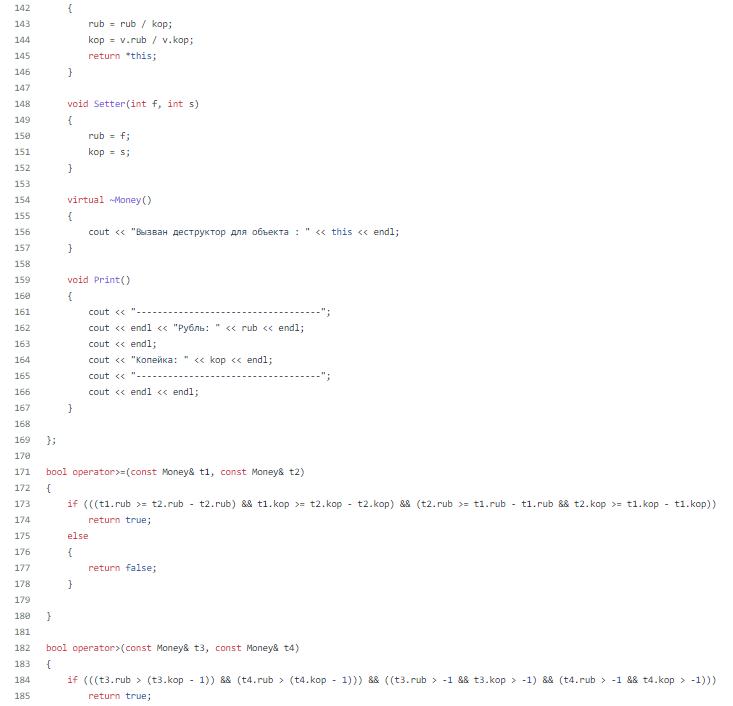 142    {
143        rub = rub / kop;
144        kop = v.rub / v.kop;
145        return *this;
146    }
147
148    void Setter(int f, int s)
149    {
150        rub = f;
151        kop = s;
152    }
153
154    virtual ~Money()
155    {
156        cout << "Вызван деструктор для объекта : " << this << endl;
157    }
158
159    void Print()
160    {
161        cout << "-----------------------------------";
162        cout << endl << "Рубль: " << rub << endl;
163        cout << endl;
164        cout << "Копейка: " << kop << endl;
165        cout << "-----------------------------------";
166        cout << endl << endl;
167    }
168
169 };
170
171 bool operator>=(const Money& t1, const Money& t2)
172 {
173    if (((t1.rub >= t2.rub - t2.rub) && t1.kop >= t2.kop - t2.kop) && (t2.rub >= t1.rub - t1.rub && t2.kop >= t1.kop - t1.kop))
174        return true;
175    else
176    {
177        return false;
178    }
179
180 }
181
182 bool operator>(const Money& t3, const Money& t4)
183 {
184    if (((t3.rub > (t3.kop - 1)) && (t4.rub > (t4.kop - 1))) && ((t3.rub > -1 && t3.kop > -1) && (t4.rub > -1 && t4.kop > -1)))
185        return true;